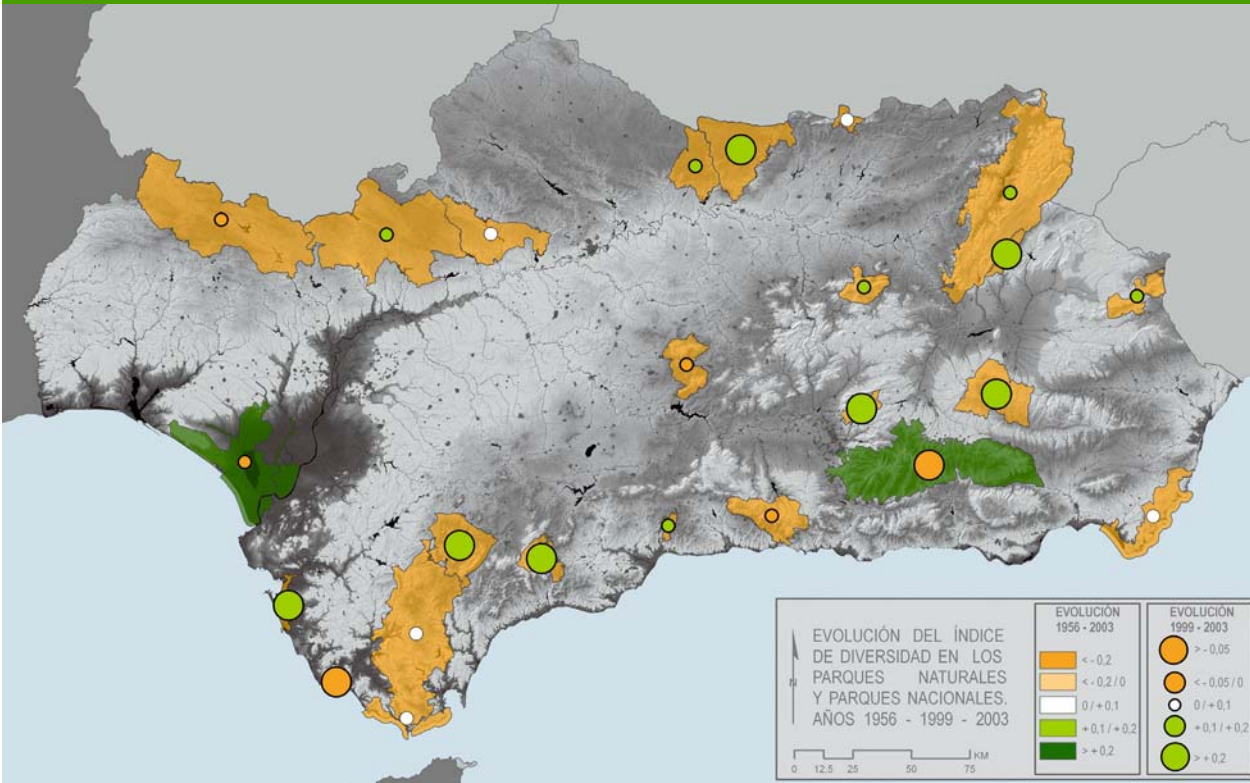 EVOLUCIÓN DEL ÍNDICE
DE DIVERSIDAD EN LOS
PARQUES NATURALES
Y PARQUES NACIONALES.
AÑOS 1956 - 1999 - 2003
N
0 12,5 25 50 75 KM
EVOLUCIÓN
1956 - 2003
< - 0,2
< - 0,2 / 0
0 / + 0,1
+ 0,1 / + 0,2
> + 0,2
EVOLUCIÓN
1999 - 2003
> - 0,05
< - 0,05 / 0
0 / + 0,1
+ 0,1 / + 0,2
> + 0,2